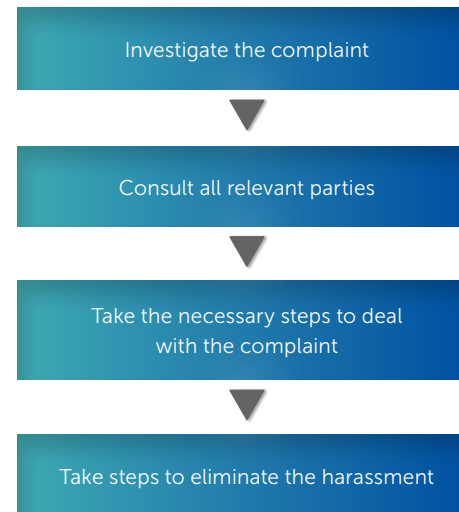 Investigate the complaint
Consult all relevant parties
Take the necessary steps to deal
with the complaint
Take steps to eliminate the harassment